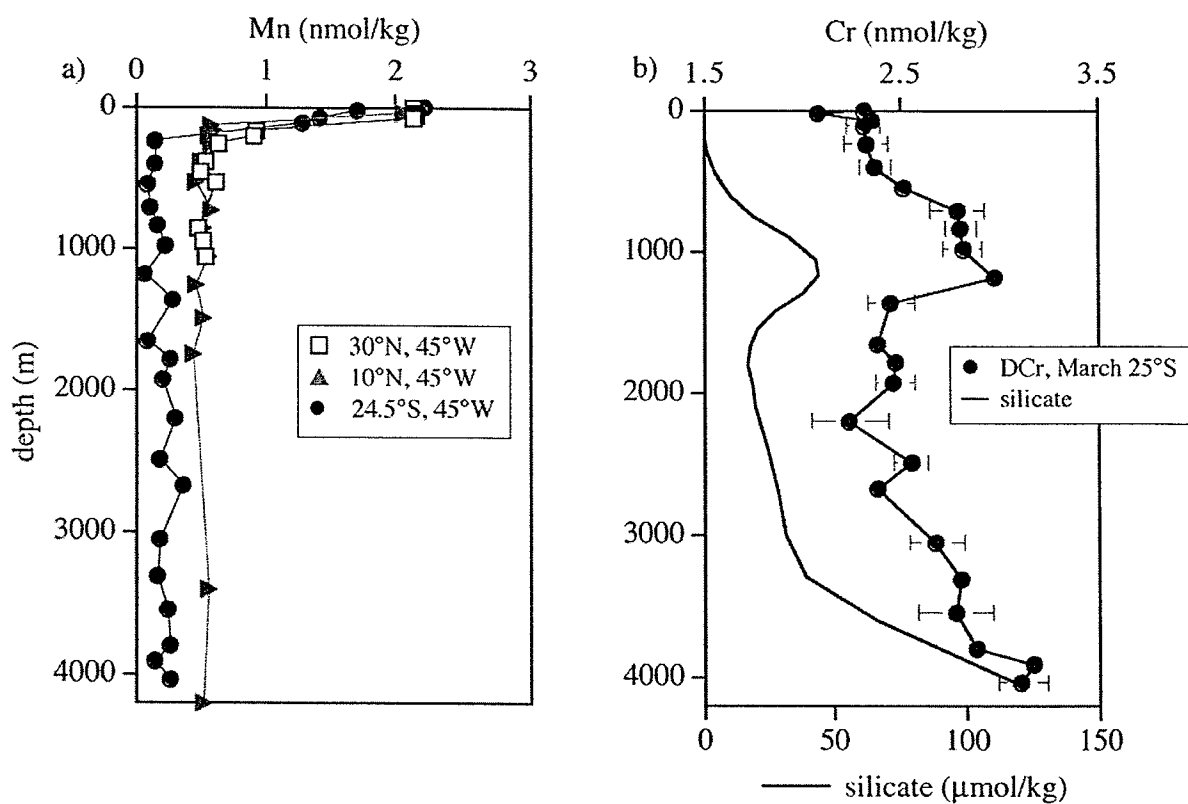 Mn (nmol/kg)
a) 0 1 2 3
0
1000
2000
3000
4000
depth (m)
30°N, 45°W
10°N, 45°W
24.5°S, 45°W
Cr (nmol/kg)
b) 1.5 2.5 3.5
0
1000
2000
3000
4000
DCr, March 25°S
silicate
0 50 100 150
silicate (μmol/kg)